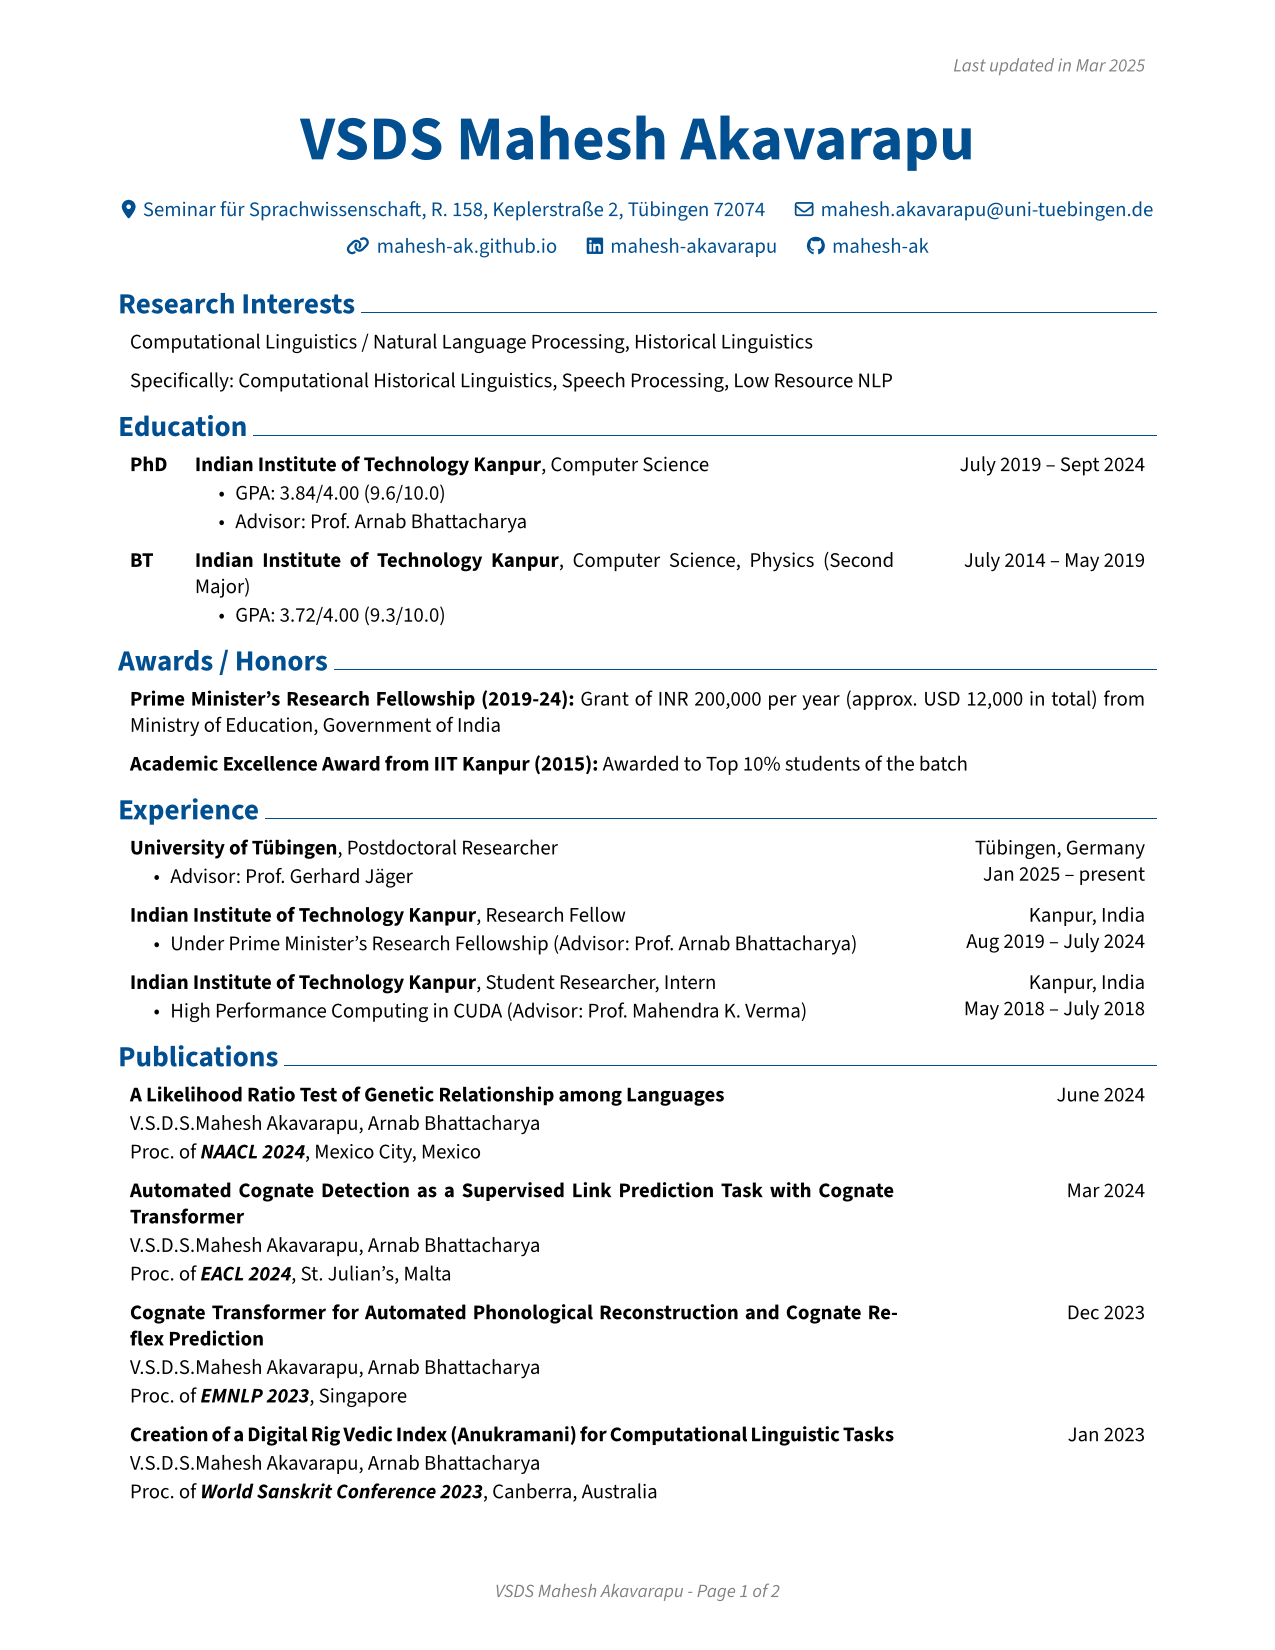 Last updated in Mar 2025
VSDS Mahesh Akavarapu
Seminar für Sprachwissenschaft, R. 158, Keplerstraße 2, Tübingen 72074 mahesh.akavarapu@uni-tuebingen.de
mahesh-ak.github.io mahesh-akavarapu mahesh-ak
Research Interests
Computational Linguistics / Natural Language Processing, Historical Linguistics
Specifically: Computational Historical Linguistics, Speech Processing, Low Resource NLP
Education
PhD Indian Institute of Technology Kanpur, Computer Science July 2019 – Sept 2024
• GPA: 3.84/4.00 (9.6/10.0)
• Advisor: Prof. Arnab Bhattacharya
BT Indian Institute of Technology Kanpur, Computer Science, Physics (Second July 2014 – May 2019
Major)
• GPA: 3.72/4.00 (9.3/10.0)
Awards / Honors
Prime Minister’s Research Fellowship (2019-24): Grant of INR 200,000 per year (approx. USD 12,000 in total) from
Ministry of Education, Government of India
Academic Excellence Award from IIT Kanpur (2015): Awarded to Top 10% students of the batch
Experience
University of Tübingen, Postdoctoral Researcher Tübingen, Germany
• Advisor: Prof. Gerhard Jäger Jan 2025 – present
Indian Institute of Technology Kanpur, Research Fellow Kanpur, India
• Under Prime Minister’s Research Fellowship (Advisor: Prof. Arnab Bhattacharya) Aug 2019 – July 2024
Indian Institute of Technology Kanpur, Student Researcher, Intern Kanpur, India
• High Performance Computing in CUDA (Advisor: Prof. Mahendra K. Verma) May 2018 – July 2018
Publications
A Likelihood Ratio Test of Genetic Relationship among Languages June 2024
V.S.D.S.Mahesh Akavarapu, Arnab Bhattacharya
Proc. of NAACL 2024, Mexico City, Mexico
Automated Cognate Detection as a Supervised Link Prediction Task with Cognate Mar 2024
Transformer
V.S.D.S.Mahesh Akavarapu, Arnab Bhattacharya
Proc. of EACL 2024, St. Julian’s, Malta
Cognate Transformer for Automated Phonological Reconstruction and Cognate Re- Dec 2023
flex Prediction
V.S.D.S.Mahesh Akavarapu, Arnab Bhattacharya
Proc. of EMNLP 2023, Singapore
Creation of a Digital Rig Vedic Index (Anukramani) for Computational Linguistic Tasks Jan 2023
V.S.D.S.Mahesh Akavarapu, Arnab Bhattacharya
Proc. of World Sanskrit Conference 2023, Canberra, Australia
VSDS Mahesh Akavarapu - Page 1 of 2